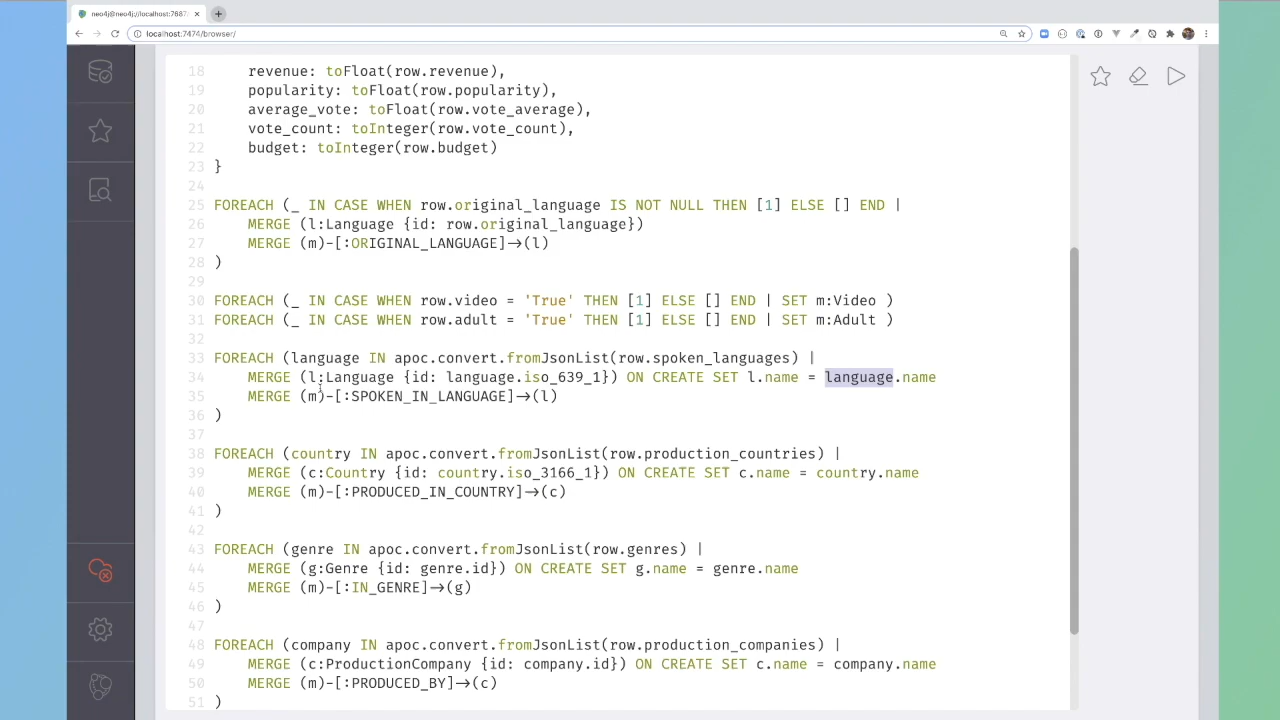 neo4j@neo4j://localhost:7687
localhost:7474/browser/
18 revenue: toFloat(row.revenue),
19 popularity: toFloat(row.popularity),
20 average_vote: toFloat(row.vote_average),
21 vote_count: toInteger(row.vote_count),
22 budget: toInteger(row.budget)
23 }
24
25 FOREACH (_ IN CASE WHEN row.original_language IS NOT NULL THEN [1] ELSE [] END |
26 MERGE (l:Language {id: row.original_language})
27 MERGE (m)-[:ORIGINAL_LANGUAGE]->(l)
28 )
29
30 FOREACH (_ IN CASE WHEN row.video = 'True' THEN [1] ELSE [] END | SET m:Video )
31 FOREACH (_ IN CASE WHEN row.adult = 'True' THEN [1] ELSE [] END | SET m:Adult )
32
33 FOREACH (language IN apoc.convert.fromJsonList(row.spoken_languages) |
34 MERGE (l:Language {id: language.iso_639_1}) ON CREATE SET l.name = language.name
35 MERGE (m)-[:SPOKEN_IN_LANGUAGE]->(l)
36 )
37
38 FOREACH (country IN apoc.convert.fromJsonList(row.production_countries) |
39 MERGE (c:Country {id: country.iso_3166_1}) ON CREATE SET c.name = country.name
40 MERGE (m)-[:PRODUCED_IN_COUNTRY]->(c)
41 )
42
43 FOREACH (genre IN apoc.convert.fromJsonList(row.genres) |
44 MERGE (g:Genre {id: genre.id}) ON CREATE SET g.name = genre.name
45 MERGE (m)-[:IN_GENRE]->(g)
46 )
47
48 FOREACH (company IN apoc.convert.fromJsonList(row.production_companies) |
49 MERGE (c:ProductionCompany {id: company.id}) ON CREATE SET c.name = company.name
50 MERGE (m)-[:PRODUCED_BY]->(c)
51 )